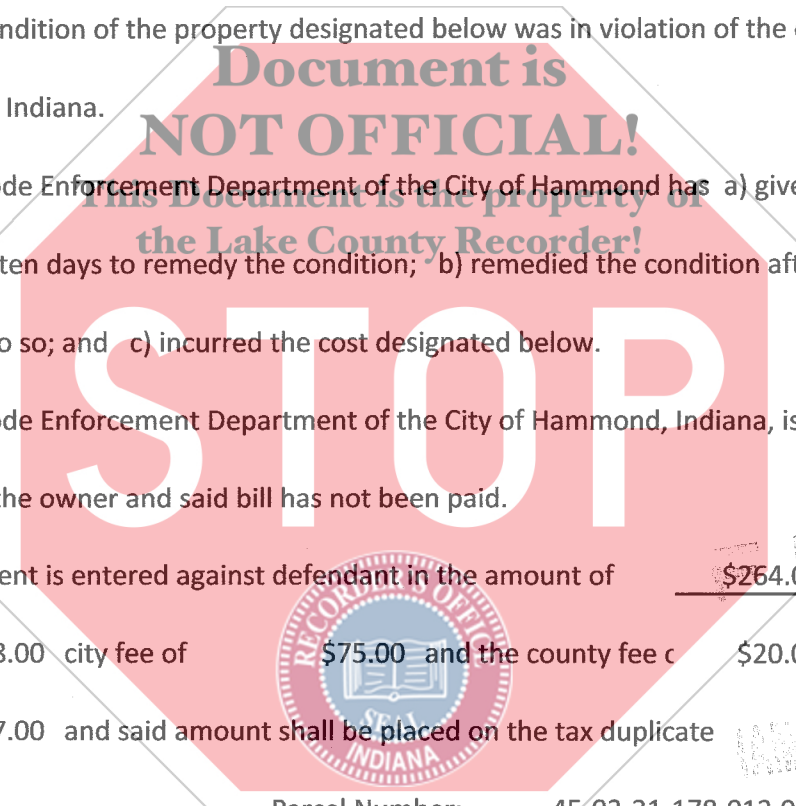 ndition of the property designated below was in violation of the
Document is
Indiana.
NOT OFFICIAL!
de Enforcement Department of the City of Hammond has a) give
This Document is the property of
the Lake County Recorder!
ten days to remedy the condition; b) remedied the condition aft
o so; and c) incurred the cost designated below.
STOP
de Enforcement Department of the City of Hammond, Indiana, is
the owner and said bill has not been paid.
ent is entered against defendant in the amount of $264.0
RECORDER'S OFFICE
3.00 city fee of $75.00 and the county fee $20.0
7.00 and said amount shall be placed on the tax duplicate
SEAL
INDIANA
Parcel Number: